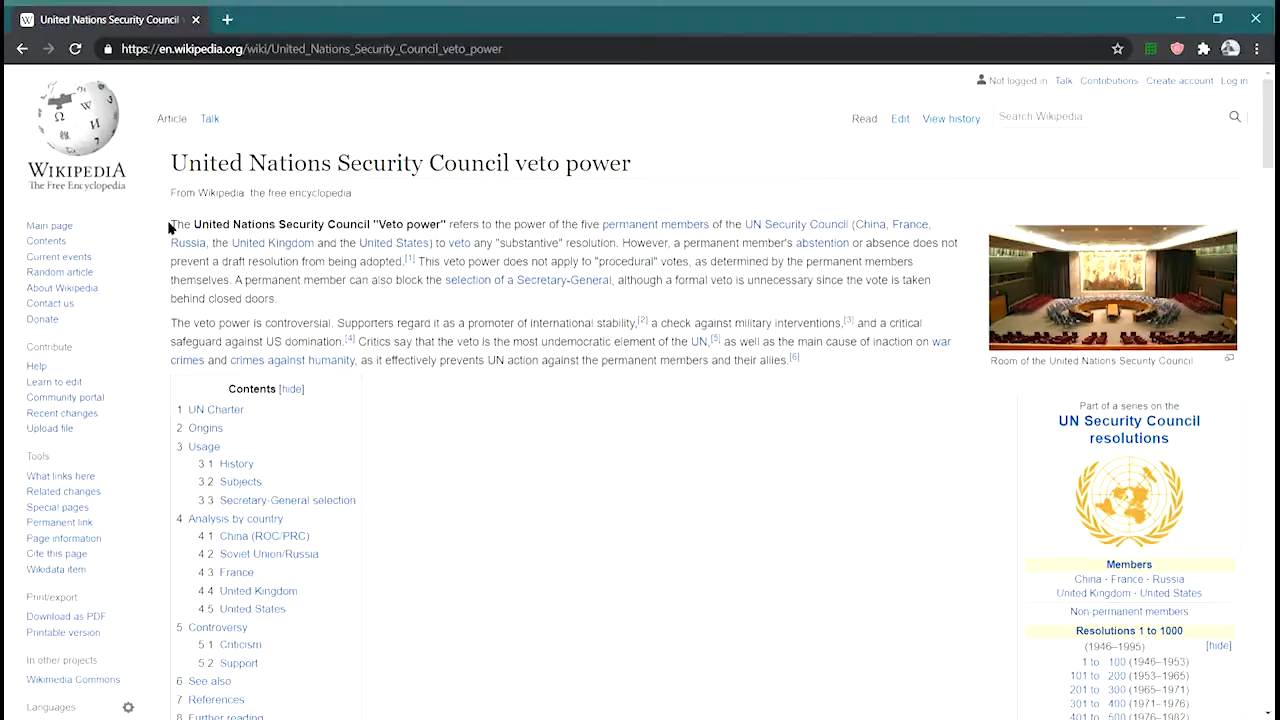 United Nations Security Council
https://en.wikipedia.org/wiki/United_Nations_Security_Council_veto_power
Not logged in Talk Contributions Create account Log in
Article Talk
Read Edit View history Search Wikipedia
WIKIPEDIA
The Free Encyclopedia
Main page
Contents
Current events
Random article
About Wikipedia
Contact us
Donate
Contribute
Help
Learn to edit
Community portal
Recent changes
Upload file
Tools
What links here
Related changes
Special pages
Permanent link
Page information
Cite this page
Wikidata item
Print/export
Download as PDF
Printable version
In other projects
Wikimedia Commons
Languages
United Nations Security Council veto power
From Wikipedia the free encyclopedia
The United Nations Security Council "Veto power" refers to the power of the five permanent members of the UN Security Council (China, France,
Russia, the United Kingdom and the United States) to veto any "substantive" resolution. However, a permanent member's abstention or absence does not
prevent a draft resolution from being adopted.[1] This veto power does not apply to "procedural" votes, as determined by the permanent members
themselves. A permanent member can also block the selection of a Secretary-General, although a formal veto is unnecessary since the vote is taken
behind closed doors.
The veto power is controversial. Supporters regard it as a promoter of international stability,[2] a check against military interventions,[3] and a critical
safeguard against US domination.[4] Critics say that the veto is the most undemocratic element of the UN,[5] as well as the main cause of inaction on war
crimes and crimes against humanity, as it effectively prevents UN action against the permanent members and their allies.[6]
Contents [hide]
1 UN Charter
2 Origins
3 Usage
3 1 History
3 2 Subjects
3 3 Secretary-General selection
4 Analysis by country
4 1 China (ROC/PRC)
4 2 Soviet Union/Russia
4 3 France
4 4 United Kingdom
4 5 United States
5 Controversy
5 1 Criticism
5 2 Support
6 See also
7 References
8 Further reading
Room of the United Nations Security Council
Part of a series on the
UN Security Council
resolutions
Members
China · France · Russia
United Kingdom · United States
Non-permanent members
Resolutions 1 to 1000
(1946–1995) [hide]
1 to 100 (1946–1953)
101 to 200 (1953–1965)
201 to 300 (1965–1971)
301 to 400 (1971–1976)
401 to 500 (1976–1982)